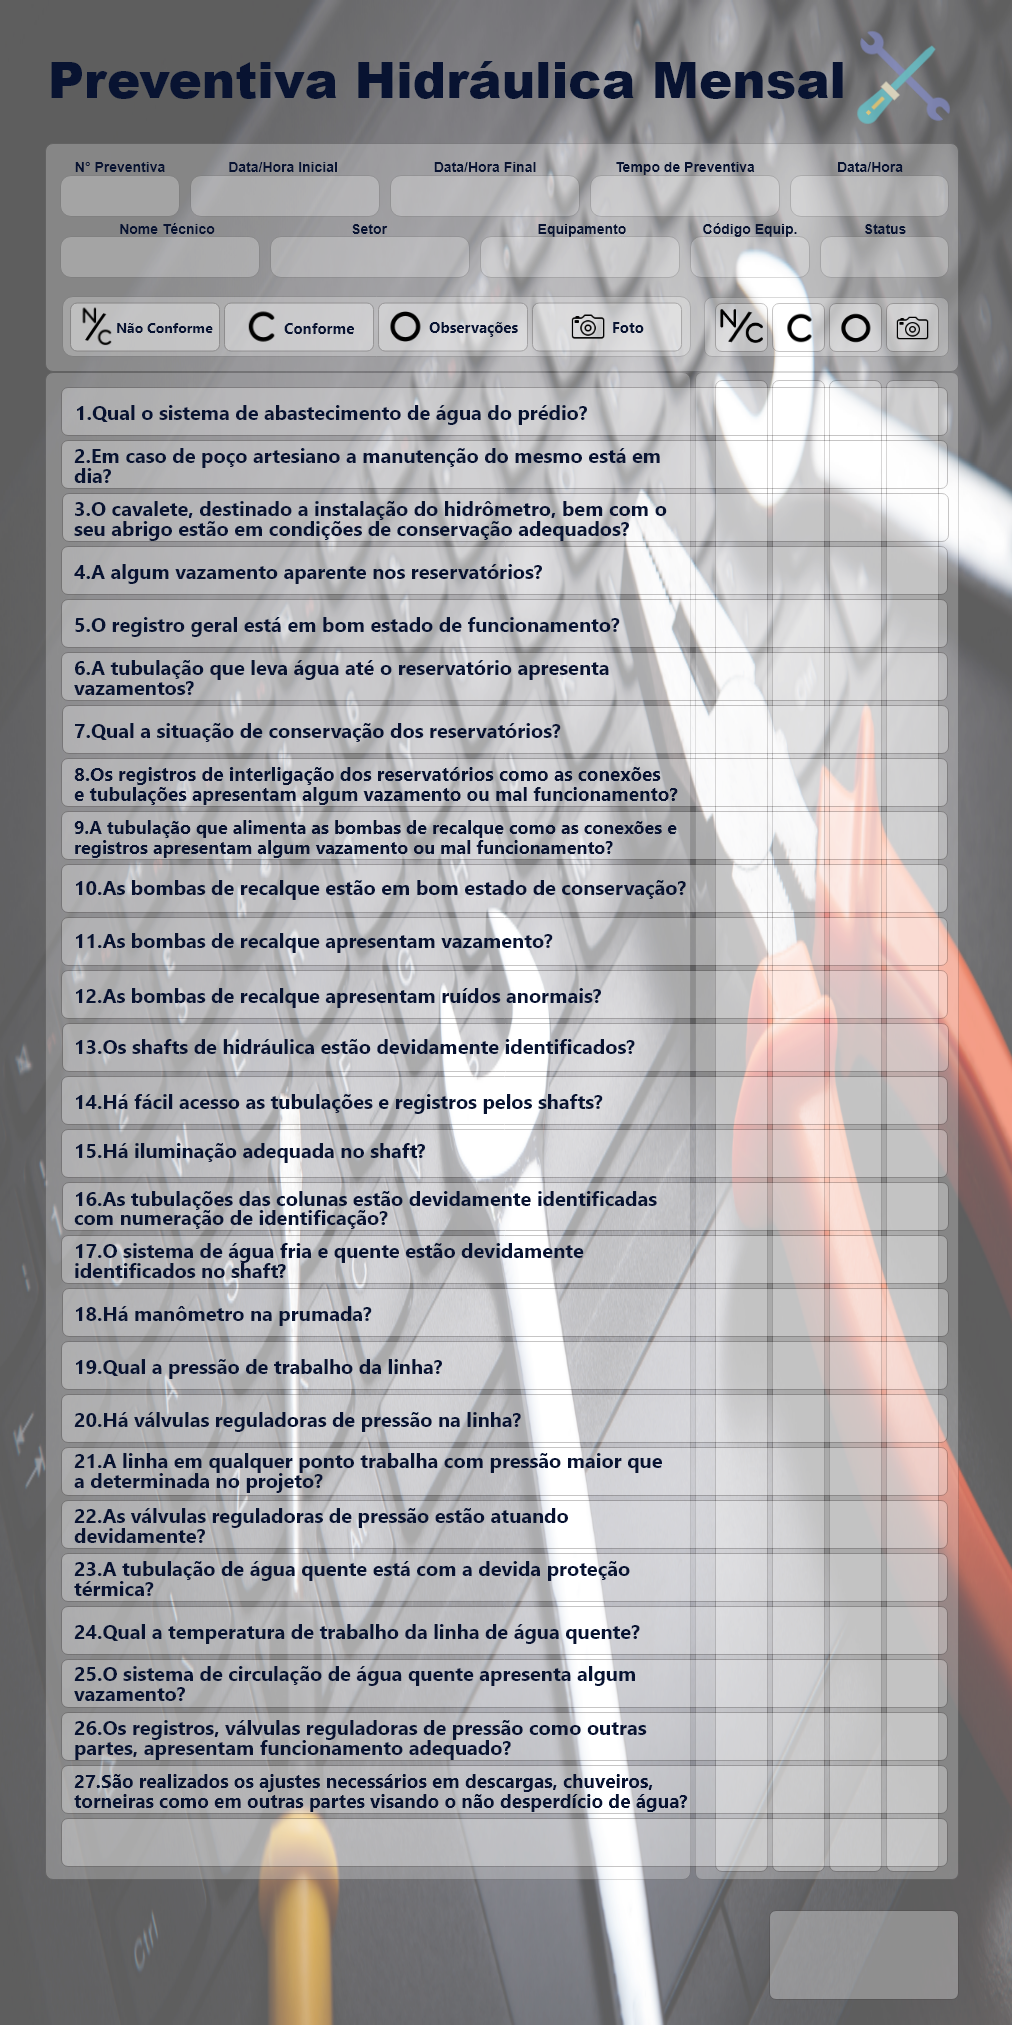 Preventiva Hidráulica Mensal
N° Preventiva Data/Hora Inicial Data/Hora Final Tempo de Preventiva Data/Hora
Nome Técnico Setor Equipamento Código Equip. Status
N/C Não Conforme C Conforme O Observações Foto N/C C O
1.Qual o sistema de abastecimento de água do prédio?
2.Em caso de poço artesiano a manutenção do mesmo está em
dia?
3.O cavalete, destinado a instalação do hidrômetro, bem com o
seu abrigo estão em condições de conservação adequados?
4.A algum vazamento aparente nos reservatórios?
5.O registro geral está em bom estado de funcionamento?
6.A tubulação que leva água até o reservatório apresenta
vazamentos?
7.Qual a situação de conservação dos reservatórios?
8.Os registros de interligação dos reservatórios como as conexões
e tubulações apresentam algum vazamento ou mal funcionamento?
9.A tubulação que alimenta as bombas de recalque como as conexões e
registros apresentam algum vazamento ou mal funcionamento?
10.As bombas de recalque estão em bom estado de conservação?
11.As bombas de recalque apresentam vazamento?
12.As bombas de recalque apresentam ruídos anormais?
13.Os shafts de hidráulica estão devidamente identificados?
14.Há fácil acesso as tubulações e registros pelos shafts?
15.Há iluminação adequada no shaft?
16.As tubulações das colunas estão devidamente identificadas
com numeração de identificação?
17.O sistema de água fria e quente estão devidamente
identificados no shaft?
18.Há manômetro na prumada?
19.Qual a pressão de trabalho da linha?
20.Há válvulas reguladoras de pressão na linha?
21.A linha em qualquer ponto trabalha com pressão maior que
a determinada no projeto?
22.As válvulas reguladoras de pressão estão atuando
devidamente?
23.A tubulação de água quente está com a devida proteção
térmica?
24.Qual a temperatura de trabalho da linha de água quente?
25.O sistema de circulação de água quente apresenta algum
vazamento?
26.Os registros, válvulas reguladoras de pressão como outras
partes, apresentam funcionamento adequado?
27.São realizados os ajustes necessários em descargas, chuveiros,
torneiras como em outras partes visando o não desperdício de água?
Ctrl